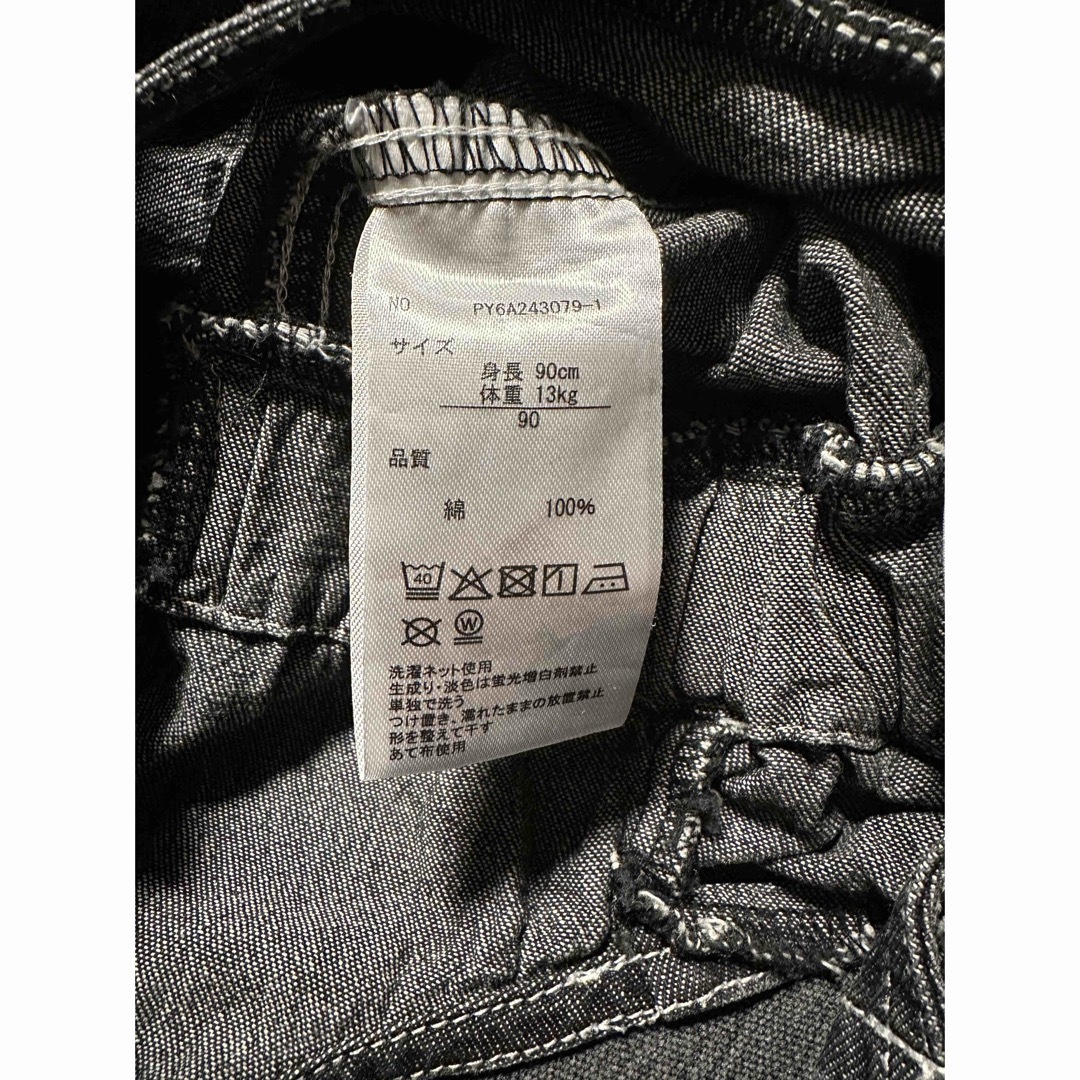 NO PY6A243079-1
サイズ
身長 90cm
体重 13kg
90
品質
綿 100%
40
W
洗濯ネット使用
生成り・淡色は蛍光増白剤禁止
単独で洗う
つけ置き、濡れたままの放置禁止
形を整えて干す
あて布使用